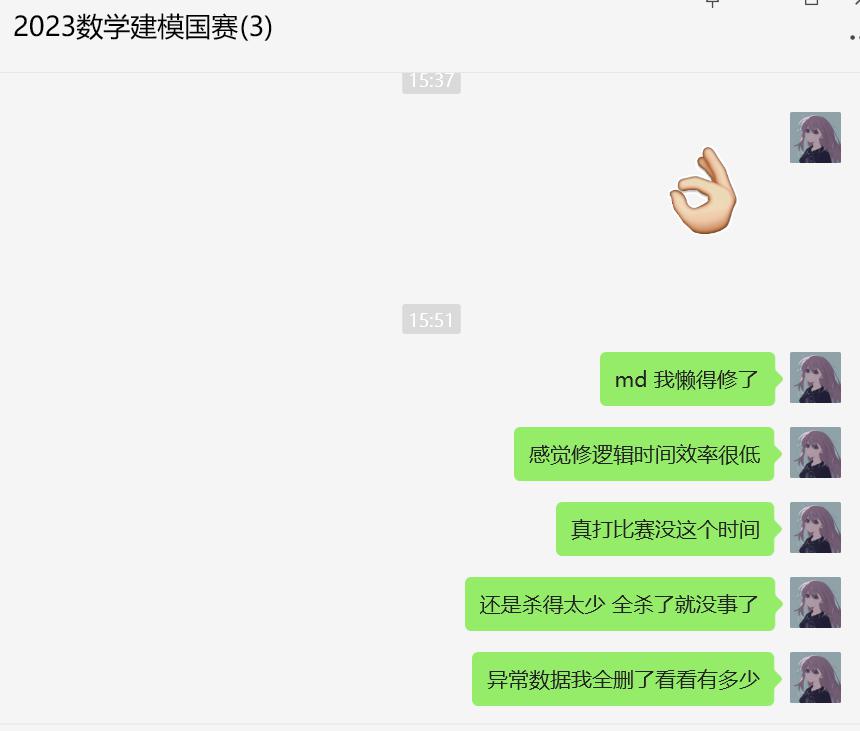 2023数学建模国赛(3)
15:37
15:51
md 我懒得修了
感觉修逻辑时间效率很低
真打比赛没这个时间
还是杀得太少 全杀了就没事了
异常数据我全删了看看有多少